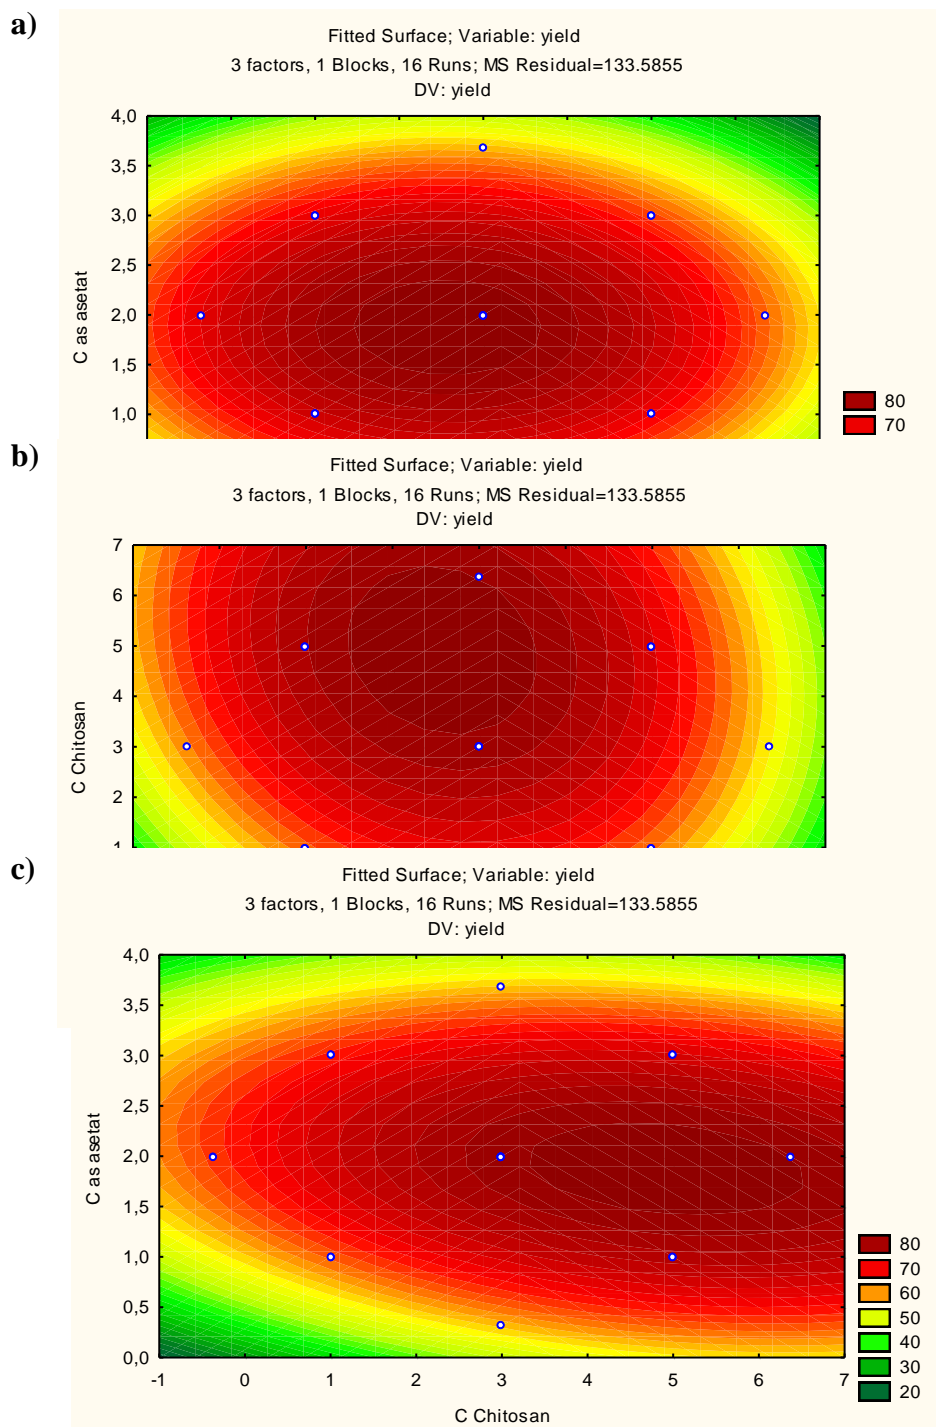 a)
Fitted Surface; Variable: yield
3 factors, 1 Blocks, 16 Runs; MS Residual=133.5855
DV: yield
4,0
3,5
3,0
2,5
2,0
1,5
1,0
C as asetat
80
70
b)
Fitted Surface; Variable: yield
3 factors, 1 Blocks, 16 Runs; MS Residual=133.5855
DV: yield
7
6
5
4
3
2
1
C Chitosan
c)
Fitted Surface; Variable: yield
3 factors, 1 Blocks, 16 Runs; MS Residual=133.5855
DV: yield
4,0
3,5
3,0
2,5
2,0
1,5
1,0
0,5
0,0
C as asetat
-1 0 1 2 3 4 5 6 7
C Chitosan
80
70
60
50
40
30
20